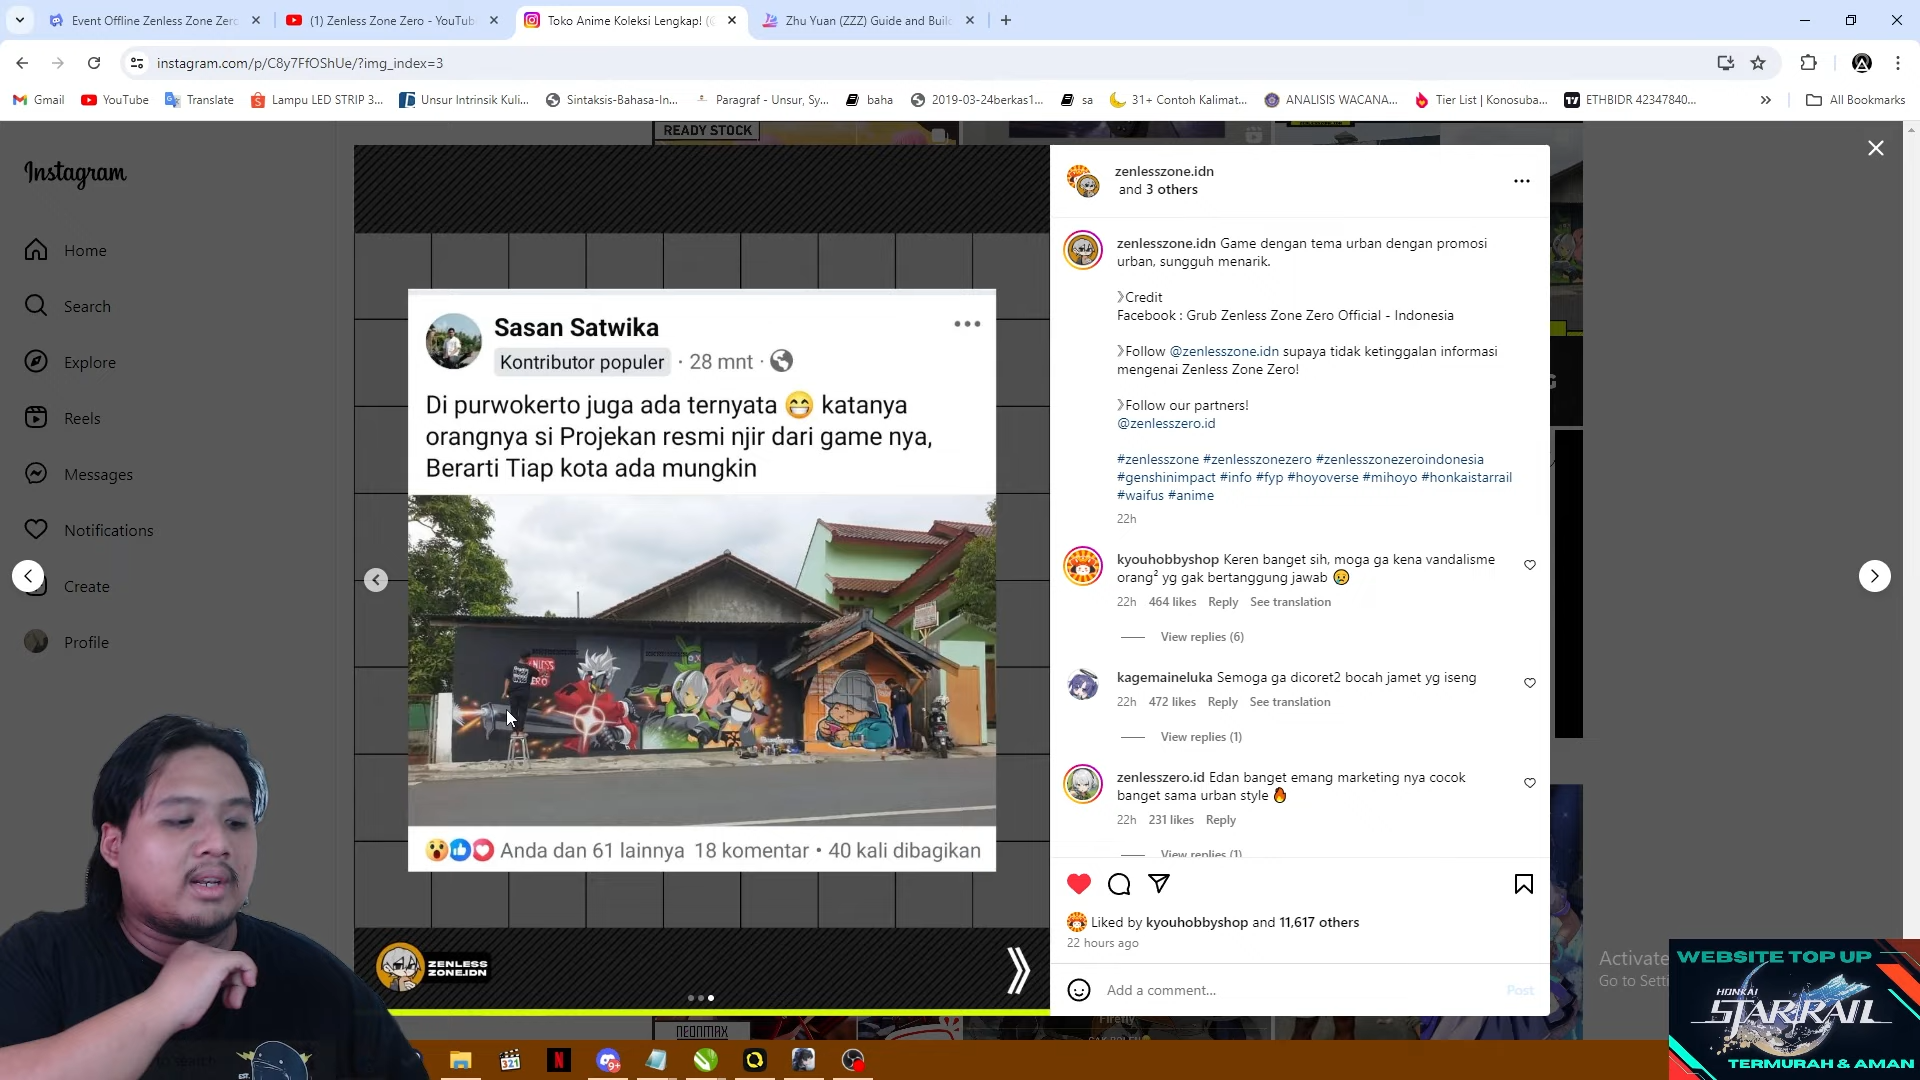 Event Offline Zenless Zone Zero
(1) Zenless Zone Zero - YouTube
Toko Anime Koleksi Lengkap! (@
Zhu Yuan (ZZZ) Guide and Build
instagram.com/p/C8y7FfOShUe/?img_index=3
Gmail
YouTube
Translate
Lampu LED STRIP 3...
Unsur Intrinsik Kuli...
Sintaksis-Bahasa-In...
Paragraf - Unsur, Sy...
baha
2019-03-24berkas1...
sa
31+ Contoh Kalimat...
ANALISIS WACANA...
Tier List | Konosuba...
ETHBIDR 42347840...
All Bookmarks
READY STOCK
Instagram
Home
Search
Explore
Reels
Messages
Notifications
Create
Profile
Sasan Satwika
Kontributor populer · 28 mnt ·
Di purwokerto juga ada ternyata 😁 katanya
orangnya si Projekan resmi njir dari game nya,
Berarti Tiap kota ada mungkin
Anda dan 61 lainnya 18 komentar • 40 kali dibagikan
ZENLESS
ZONE.IDN
NEONMAX
zenlesszone.idn
and 3 others
zenlesszone.idn Game dengan tema urban dengan promosi
urban, sungguh menarik.
》Credit
Facebook : Grub Zenless Zone Zero Official - Indonesia
》Follow @zenlesszone.idn supaya tidak ketinggalan informasi
mengenai Zenless Zone Zero!
》Follow our partners!
@zenlesszero.id
#zenlesszone #zenlesszonezero #zenlesszonezeroindonesia
#genshinimpact #info #fyp #hoyoverse #mihoyo #honkaistarrail
#waifus #anime
22h
kyouhobbyshop Keren banget sih, moga ga kena vandalisme
orang² yg gak bertanggung jawab 😥
22h 464 likes Reply See translation
View replies (6)
kagemaineluka Semoga ga dicoret2 bocah jamet yg iseng
22h 472 likes Reply See translation
View replies (1)
zenlesszero.id Edan banget emang marketing nya cocok
banget sama urban style 🔥
22h 231 likes Reply
View replies (1)
Liked by kyouhobbyshop and 11,617 others
22 hours ago
Add a comment...
Post
Firefly
Activate
Go to Setti
WEBSITE TOP UP
HONKAI
STAR RAIL
TERMURAH & AMAN